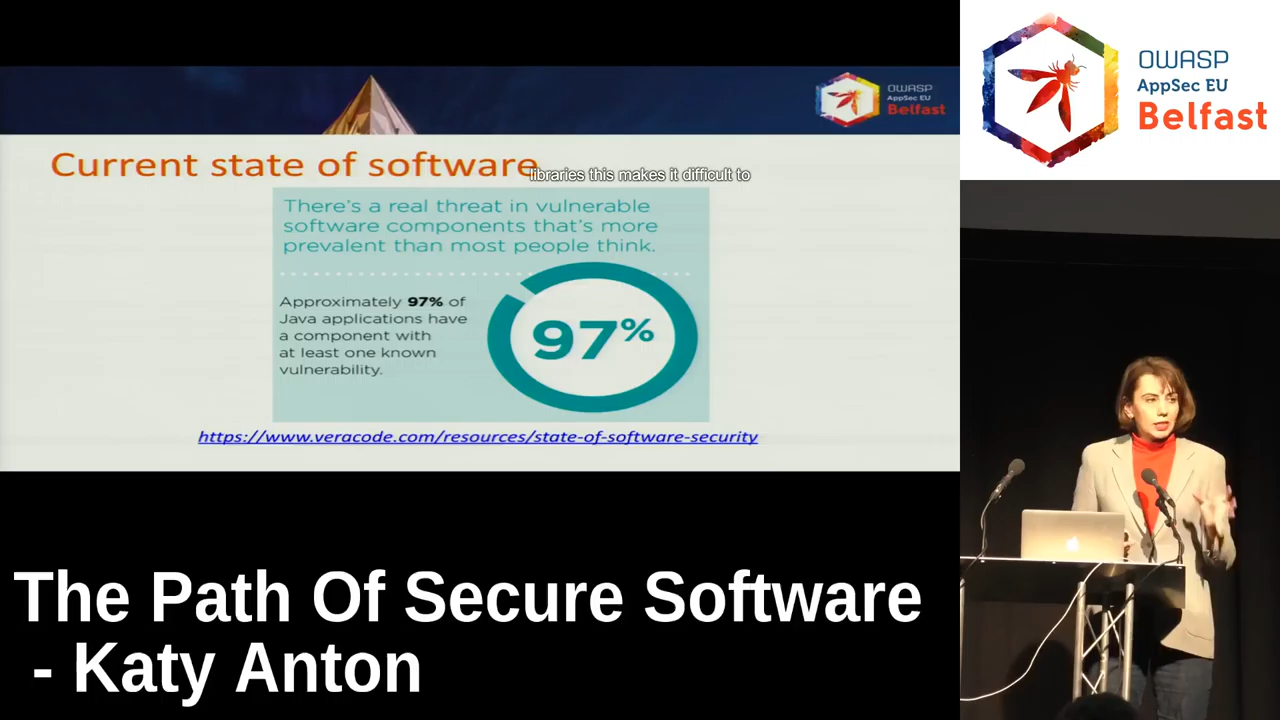 OWASP
AppSec EU
Belfast
Current state of software
libraries this makes it difficult to
There's a real threat in vulnerable
software components that's more
prevalent than most people think.
Approximately 97% of
Java applications have
a component with
at least one known
vulnerability.
97%
https://www.veracode.com/resources/state-of-software-security
The Path Of Secure Software
- Katy Anton
OWASP
AppSec EU
Belfast